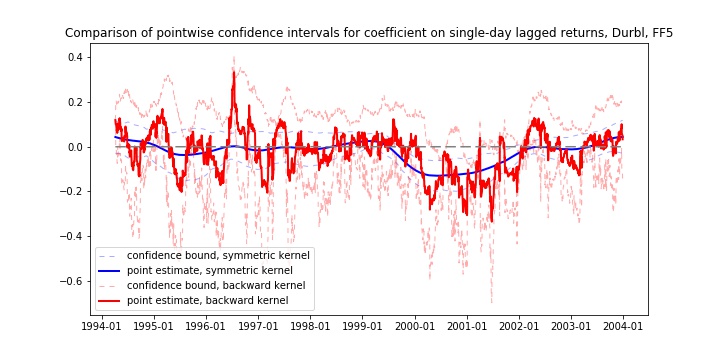 Comparison of pointwise confidence intervals for coefficient on single-day lagged returns, Durbl, FF5
0.4
0.2
0.0
−0.2
−0.4
−0.6
confidence bound, symmetric kernel
point estimate, symmetric kernel
confidence bound, backward kernel
point estimate, backward kernel
1994-01 1995-01 1996-01 1997-01 1998-01 1999-01 2000-01 2001-01 2002-01 2003-01 2004-01